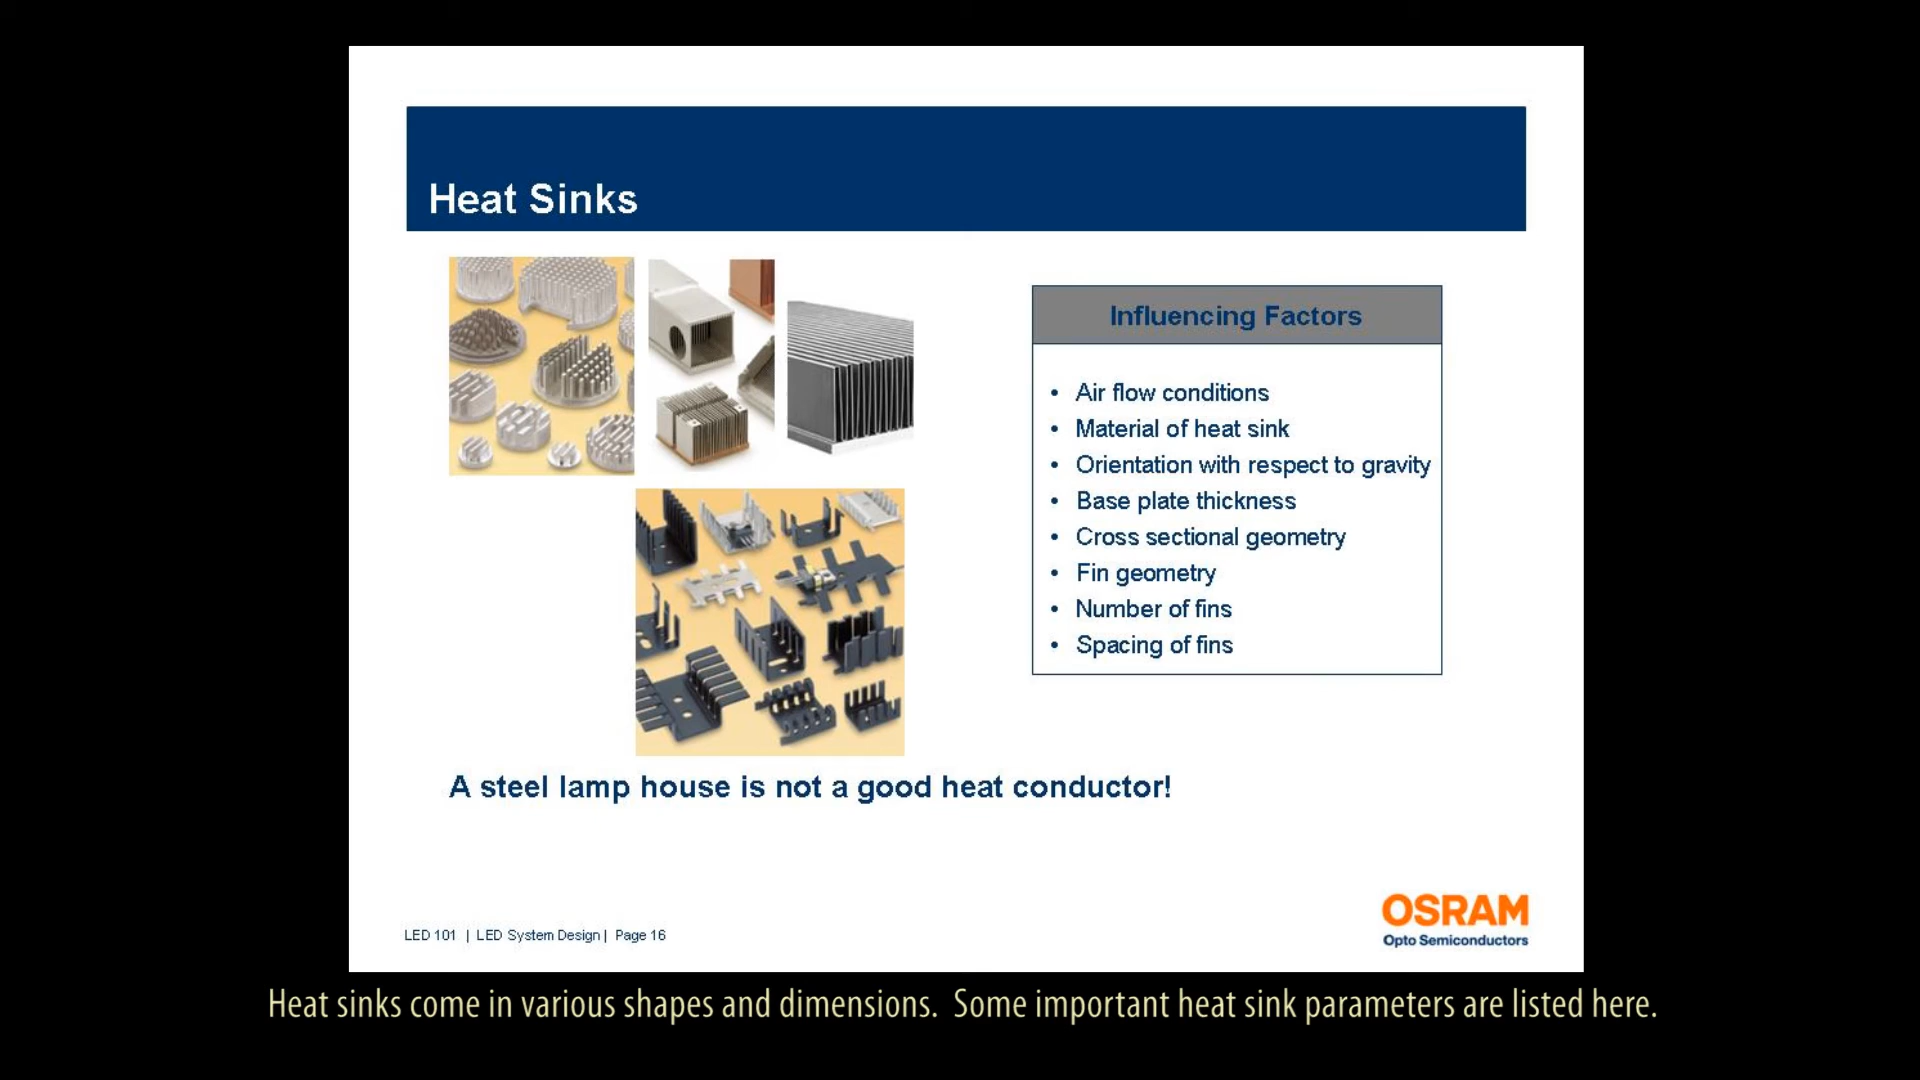 Heat Sinks
Influencing Factors
• Air flow conditions
• Material of heat sink
• Orientation with respect to gravity
• Base plate thickness
• Cross sectional geometry
• Fin geometry
• Number of fins
• Spacing of fins
A steel lamp house is not a good heat conductor!
LED 101 | LED System Design | Page 16
OSRAM
Opto Semiconductors
Heat sinks come in various shapes and dimensions. Some important heat sink parameters are listed here.